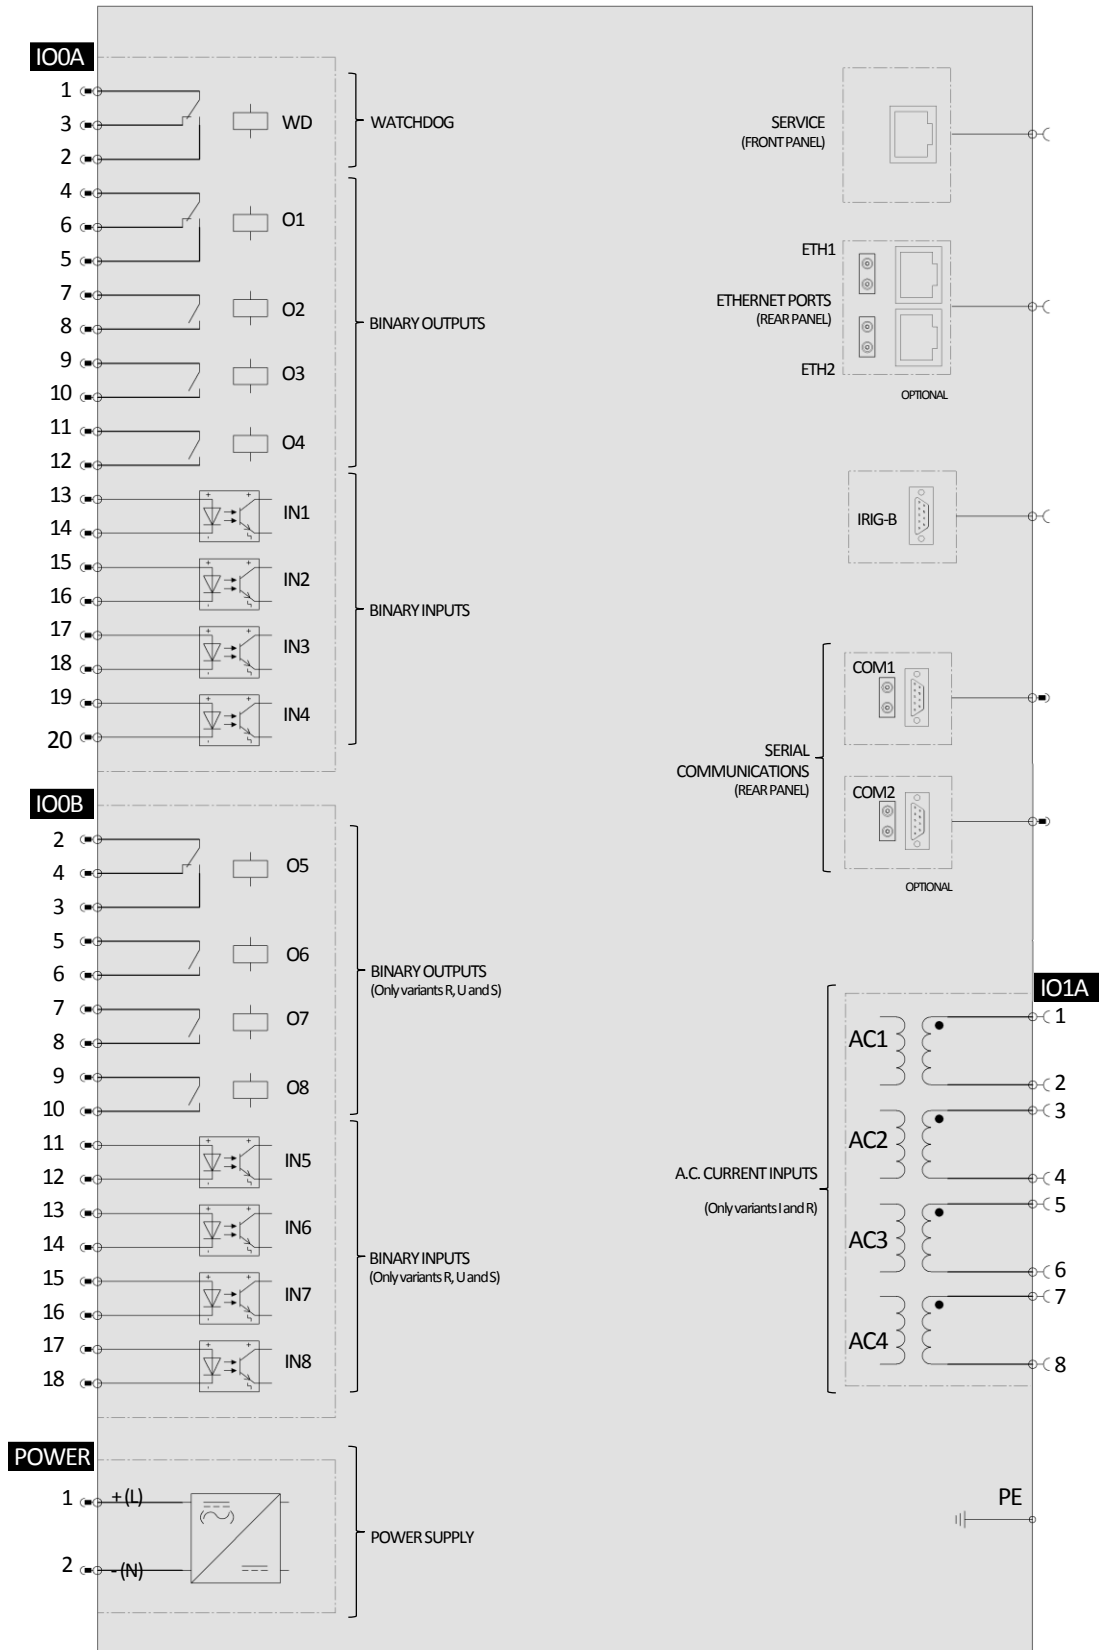 IO0A
1
3
WD
WATCHDOG
2
4
6
O1
5
7
O2
8
BINARY OUTPUTS
9
O3
10
11
O4
12
13
IN1
14
15
IN2
16
BINARY INPUTS
17
IN3
18
19
IN4
20
IO0B
2
4
O5
3
5
O6
6
BINARY OUTPUTS
(Only variants R, U and S)
7
O7
8
9
O8
10
11
IN5
12
13
IN6
14
BINARY INPUTS
(Only variants R, U and S)
15
IN7
16
17
IN8
18
POWER
1
+ (L)
POWER SUPPLY
2
- (N)
SERVICE
(FRONT PANEL)
ETH1
ETHERNET PORTS
(REAR PANEL)
ETH2
OPTIONAL
IRIG-B
COM1
SERIAL
COMMUNICATIONS
(REAR PANEL)
COM2
OPTIONAL
IO1A
AC1
1
2
AC2
3
4
A.C. CURRENT INPUTS
(Only variants I and R)
AC3
5
6
AC4
7
8
PE